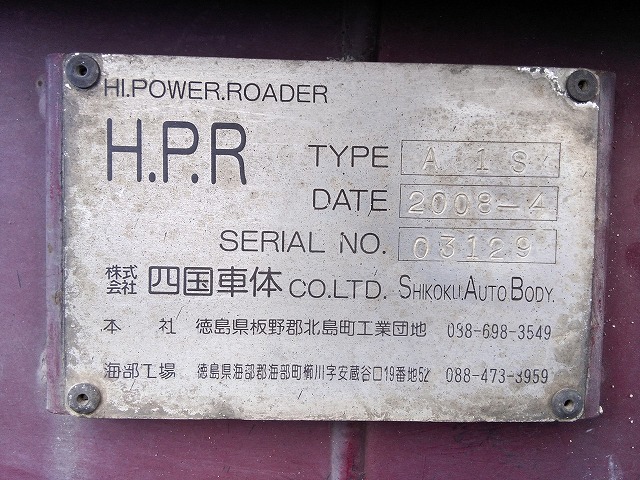 HI.POWER.ROADER
H.P.R
TYPE A 1 S
DATE 2008-4
SERIAL NO. 03129
株式会社 四国車体 CO.LTD. SHIKOKU.AUTO BODY.
本 社 徳島県板野郡北島町工業団地 088-698-3549
海部工場 徳島県海部郡海部町櫛川字安蔵谷口19番地52 088-473-3959